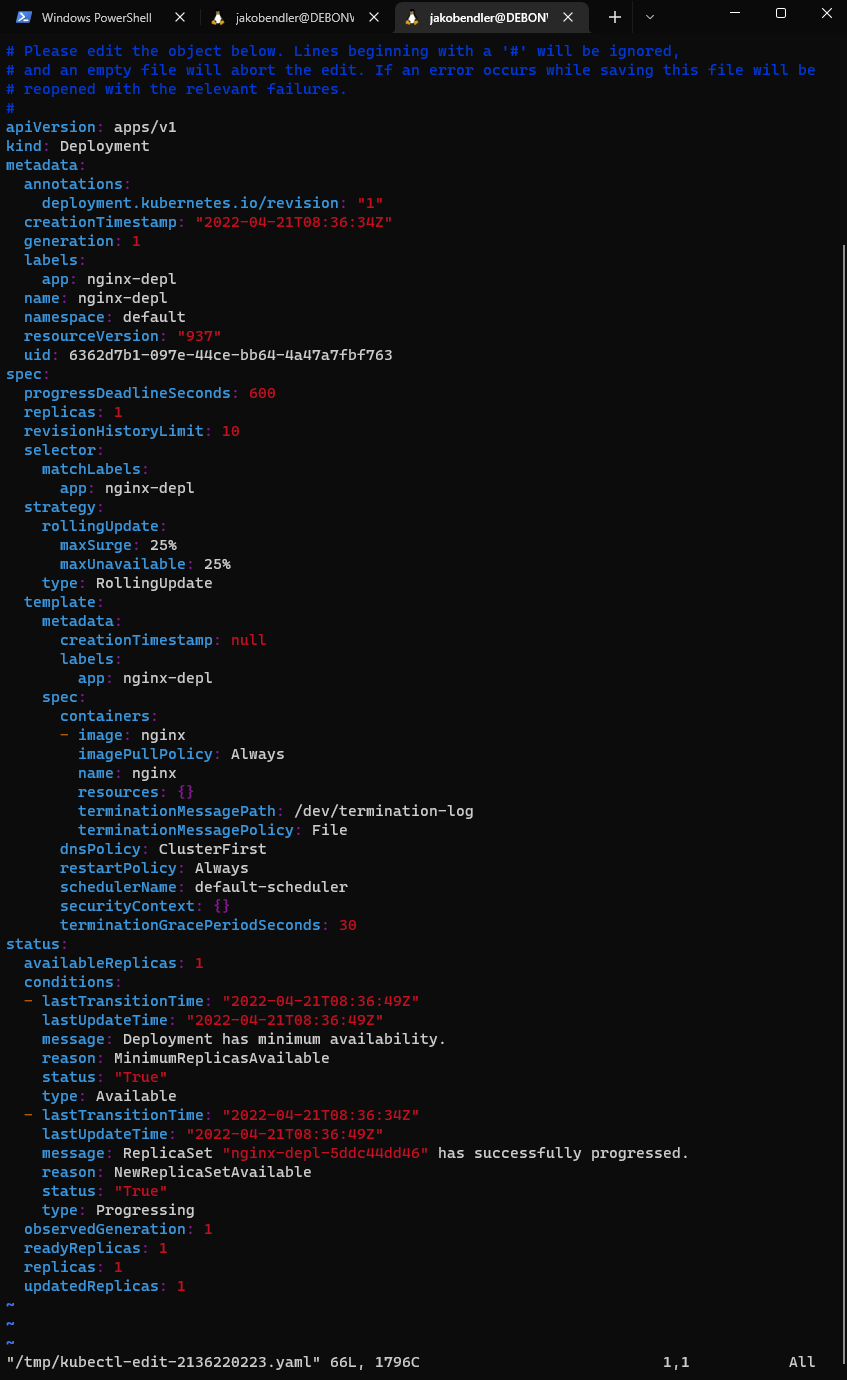 Windows PowerShell
jakobendler@DEBONV
jakobendler@DEBON
# Please edit the object below. Lines beginning with a '#' will be ignored,
# and an empty file will abort the edit. If an error occurs while saving this file will be
# reopened with the relevant failures.
#
apiVersion: apps/v1
kind: Deployment
metadata:
  annotations:
    deployment.kubernetes.io/revision: "1"
  creationTimestamp: "2022-04-21T08:36:34Z"
  generation: 1
  labels:
    app: nginx-depl
  name: nginx-depl
  namespace: default
  resourceVersion: "937"
  uid: 6362d7b1-097e-44ce-bb64-4a47a7fbf763
spec:
  progressDeadlineSeconds: 600
  replicas: 1
  revisionHistoryLimit: 10
  selector:
    matchLabels:
      app: nginx-depl
  strategy:
    rollingUpdate:
      maxSurge: 25%
      maxUnavailable: 25%
    type: RollingUpdate
  template:
    metadata:
      creationTimestamp: null
      labels:
        app: nginx-depl
    spec:
      containers:
      - image: nginx
        imagePullPolicy: Always
        name: nginx
        resources: {}
        terminationMessagePath: /dev/termination-log
        terminationMessagePolicy: File
      dnsPolicy: ClusterFirst
      restartPolicy: Always
      schedulerName: default-scheduler
      securityContext: {}
      terminationGracePeriodSeconds: 30
status:
  availableReplicas: 1
  conditions:
  - lastTransitionTime: "2022-04-21T08:36:49Z"
    lastUpdateTime: "2022-04-21T08:36:49Z"
    message: Deployment has minimum availability.
    reason: MinimumReplicasAvailable
    status: "True"
    type: Available
  - lastTransitionTime: "2022-04-21T08:36:34Z"
    lastUpdateTime: "2022-04-21T08:36:49Z"
    message: ReplicaSet "nginx-depl-5ddc44dd46" has successfully progressed.
    reason: NewReplicaSetAvailable
    status: "True"
    type: Progressing
  observedGeneration: 1
  readyReplicas: 1
  replicas: 1
  updatedReplicas: 1
~
~
~
"/tmp/kubectl-edit-2136220223.yaml" 66L, 1796C 1,1 All